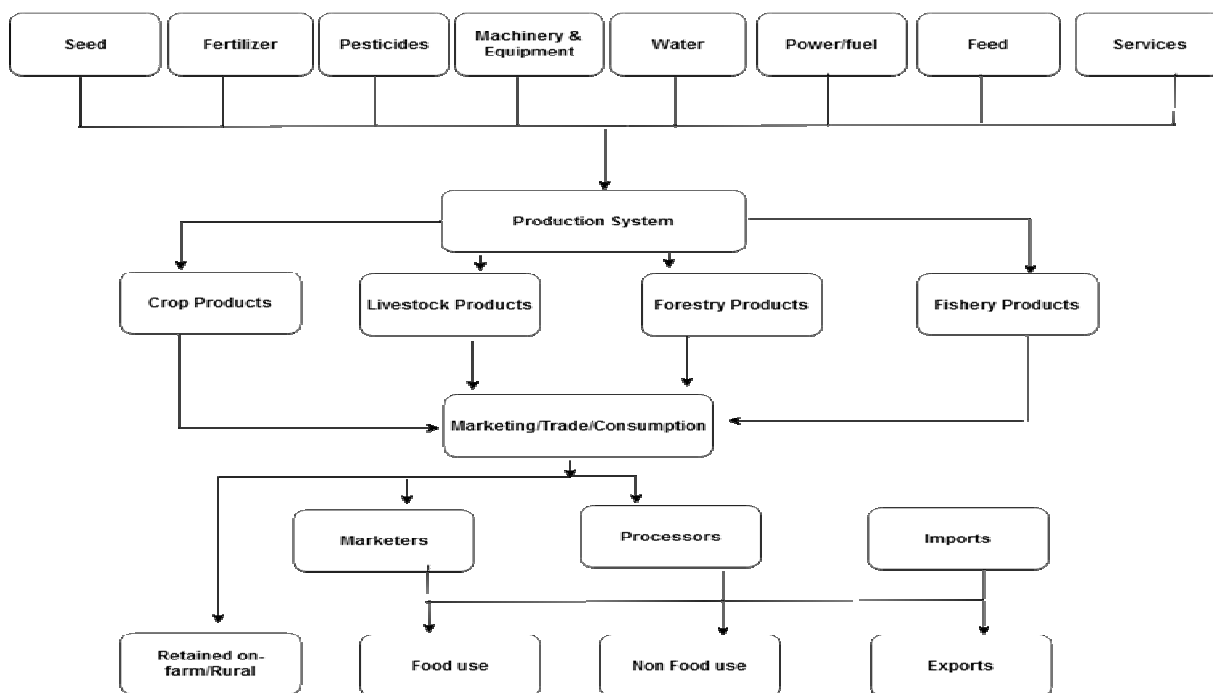 Seed
Fertilizer
Pesticides
Machinery &
Equipment
Water
Power/fuel
Feed
Services
Production System
Crop Products
Livestock Products
Forestry Products
Fishery Products
Marketing/Trade/Consumption
Marketers
Processors
Imports
Retained on-
farm/Rural
Food use
Non Food use
Exports